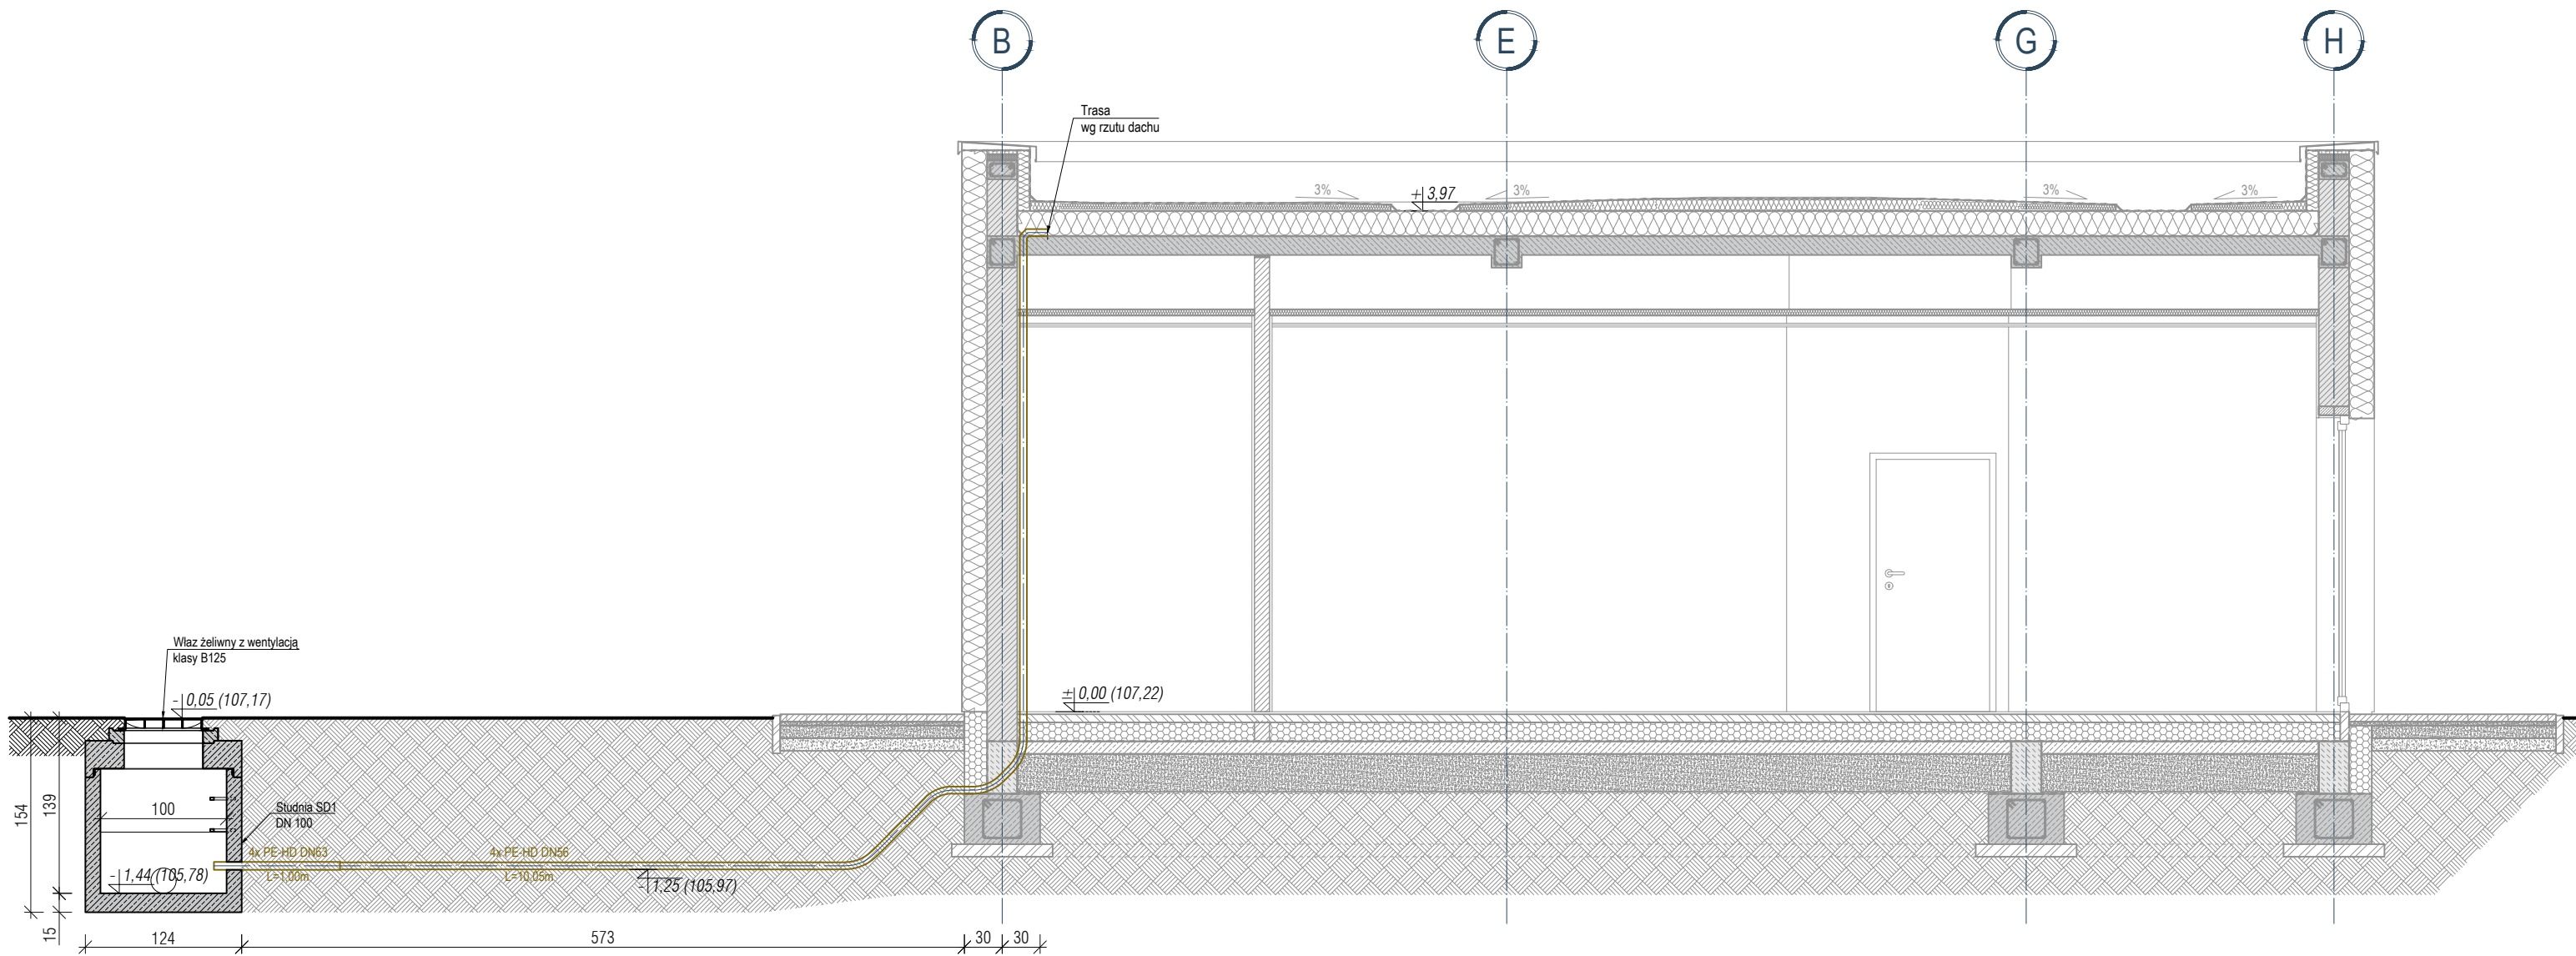 B
E
G
H
Trasa
wg rzutu dachu
3%
+ 3,97
3%
3%
3%
Właz żeliwny z wentylacją
klasy B125
- 0,05 (107,17)
± 0,00 (107,22)
154
139
100
Studnia SD1
DN 100
4x PE-HD DN63
L=1,00m
4x PE-HD DN56
L=10,05m
- 1,44 (105,78)
- 1,25 (105,97)
15
124
573
30
30